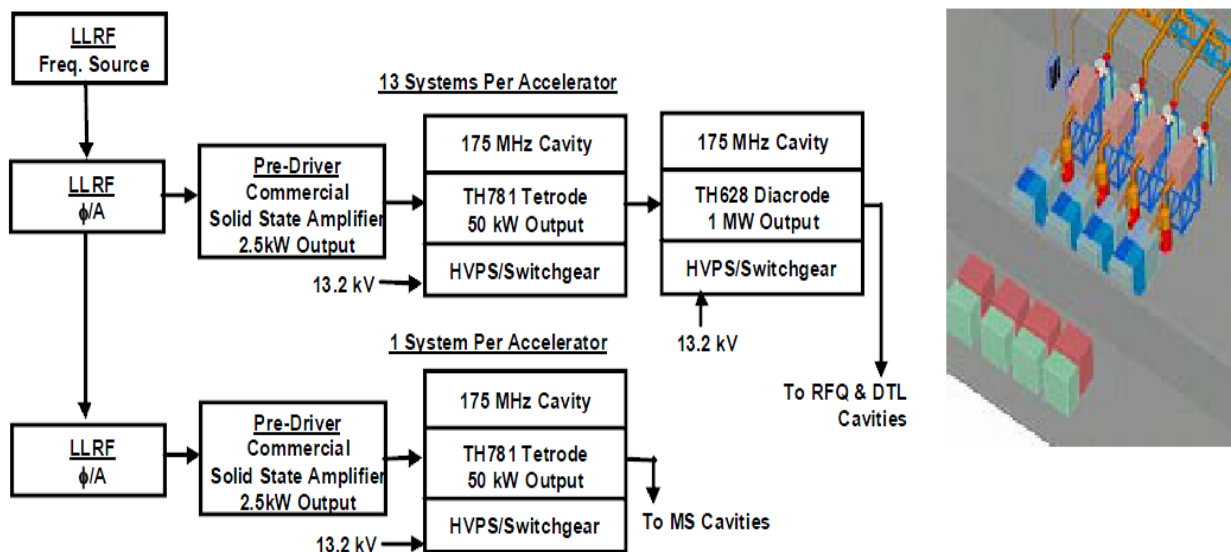 LLRF
Freq. Source
13 Systems Per Accelerator
LLRF
ϕ/A
Pre-Driver
Commercial
Solid State Amplifier
2.5kW Output
175 MHz Cavity
TH781 Tetrode
50 kW Output
HVPS/Switchgear
13.2 kV
175 MHz Cavity
TH628 Diacrode
1 MW Output
HVPS/Switchgear
13.2 kV
To RFQ & DTL
Cavities
1 System Per Accelerator
LLRF
ϕ/A
Pre-Driver
Commercial
Solid State Amplifier
2.5kW Output
175 MHz Cavity
TH781 Tetrode
50 kW Output
HVPS/Switchgear
13.2 kV
To MS Cavities